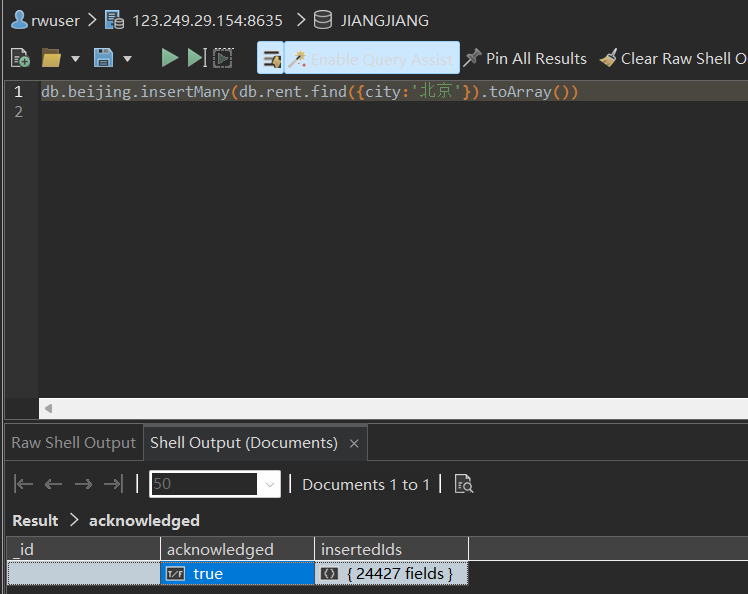 rwuser > 123.249.29.154:8635 > JIANGJIANG
Enable Query Assist Pin All Results Clear Raw Shell O
1 db.beijing.insertMany(db.rent.find({city:'北京'}).toArray())
2
Raw Shell Output Shell Output (Documents) ×
50 Documents 1 to 1
Result > acknowledged
_id acknowledged insertedIds
T/F true { 24427 fields }